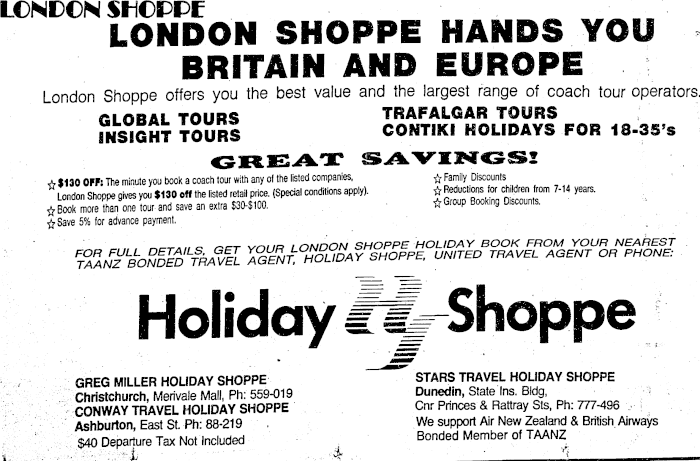 LONDON SHOPPE
LONDON SHOPPE HANDS YOU
BRITAIN AND EUROPE
London Shoppe offers you the best value and the largest range of coach tour operators.
GLOBAL TOURS
INSIGHT TOURS
TRAFALGAR TOURS
CONTIKI HOLIDAYS FOR 18-35's
GREAT SAVINGS!
☆ $130 OFF: The minute you book a coach tour with any of the listed companies,
London Shoppe gives you $130 off the listed retail price. (Special conditions apply).
☆ Book more than one tour and save an extra $30-$100.
☆ Save 5% for advance payment.
☆ Family Discounts
☆ Reductions for children from 7-14 years.
☆ Group Booking Discounts.
FOR FULL DETAILS, GET YOUR LONDON SHOPPE HOLIDAY BOOK FROM YOUR NEAREST
TAANZ BONDED TRAVEL AGENT, HOLIDAY SHOPPE, UNITED TRAVEL AGENT OR PHONE:
Holiday Shoppe
GREG MILLER HOLIDAY SHOPPE
Christchurch, Merivale Mall, Ph: 559-019
CONWAY TRAVEL HOLIDAY SHOPPE
Ashburton, East St. Ph: 88-219
$40 Departure Tax Not Included
STARS TRAVEL HOLIDAY SHOPPE
Dunedin, State Ins. Bldg,
Cnr Princes & Rattray Sts, Ph: 777-496
We support Air New Zealand & British Airways
Bonded Member of TAANZ